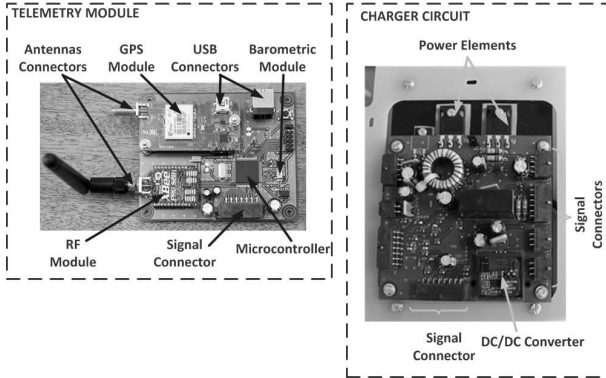 TELEMETRY MODULE
Antennas
Connectors
GPS
Module
USB
Connectors
Barometric
Module
XBee
RF
Module
Signal
Connector
Microcontroller
CHARGER CIRCUIT
Power Elements
Signal
Connectors
Signal
Connector
DC/DC Converter